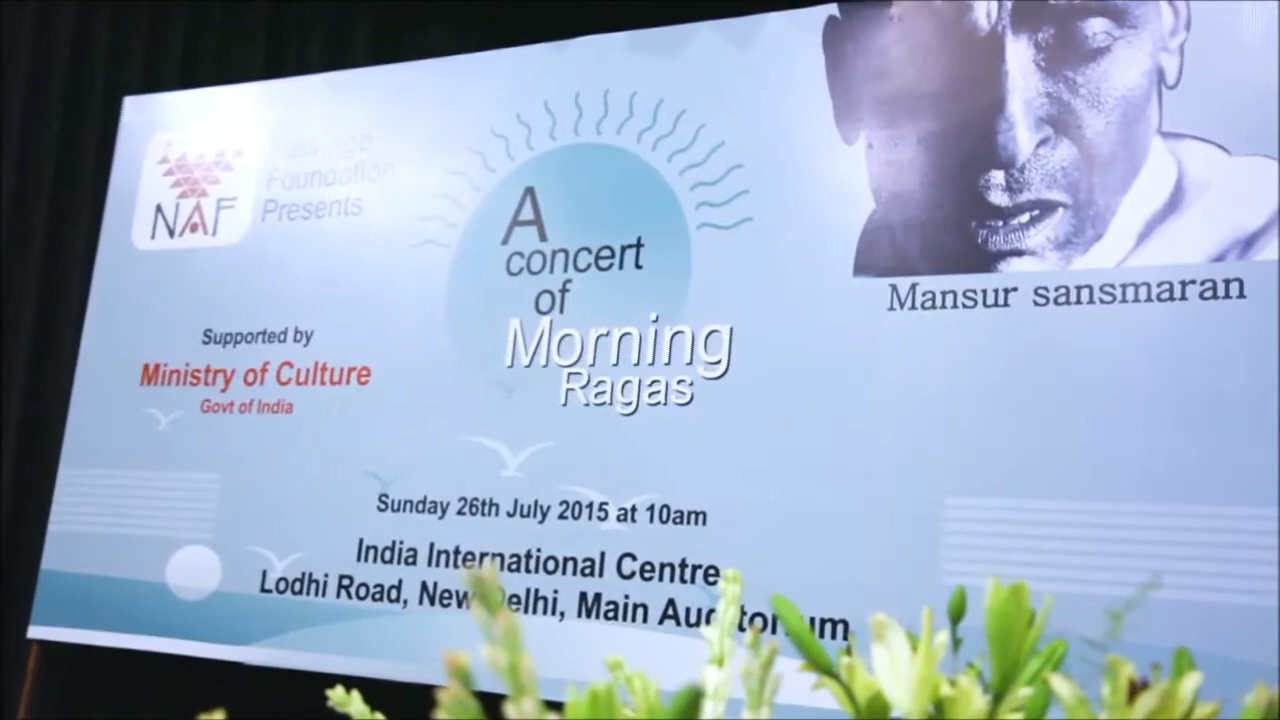 NAF
Foundation
Presents
A
concert
of
Morning
Ragas
Mansur sansmaran
Supported by
Ministry of Culture
Govt of India
Sunday 26th July 2015 at 10am
India International Centre
Lodhi Road, New Delhi, Main Auditorium